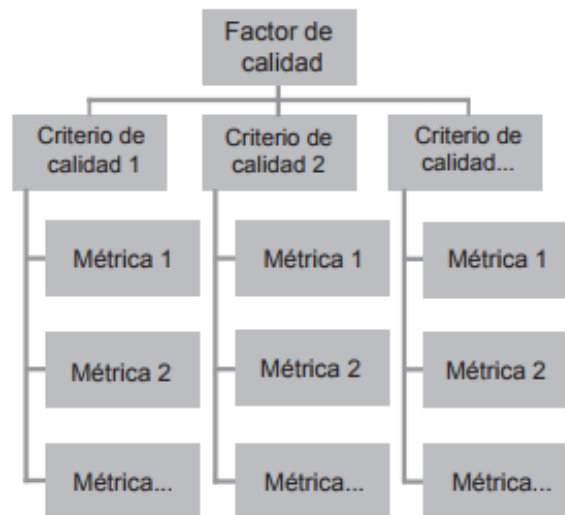 Factor de
calidad
Criterio de
calidad 1
Criterio de
calidad 2
Criterio de
calidad...
Métrica 1
Métrica 1
Métrica 1
Métrica 2
Métrica 2
Métrica 2
Métrica...
Métrica...
Métrica...